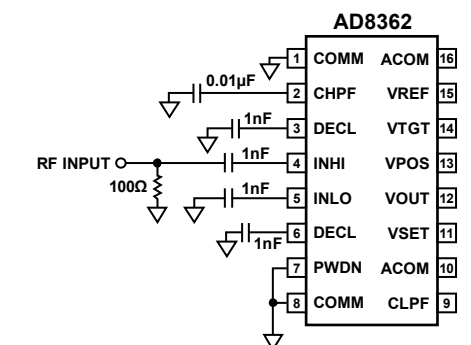 AD8362
1 COMM ACOM 16
0.01µF
2 CHPF VREF 15
1nF
3 DECL VTGT 14
RF INPUT 1nF
4 INHI VPOS 13
100Ω 1nF
5 INLO VOUT 12
6 DECL VSET 11
1nF
7 PWDN ACOM 10
8 COMM CLPF 9